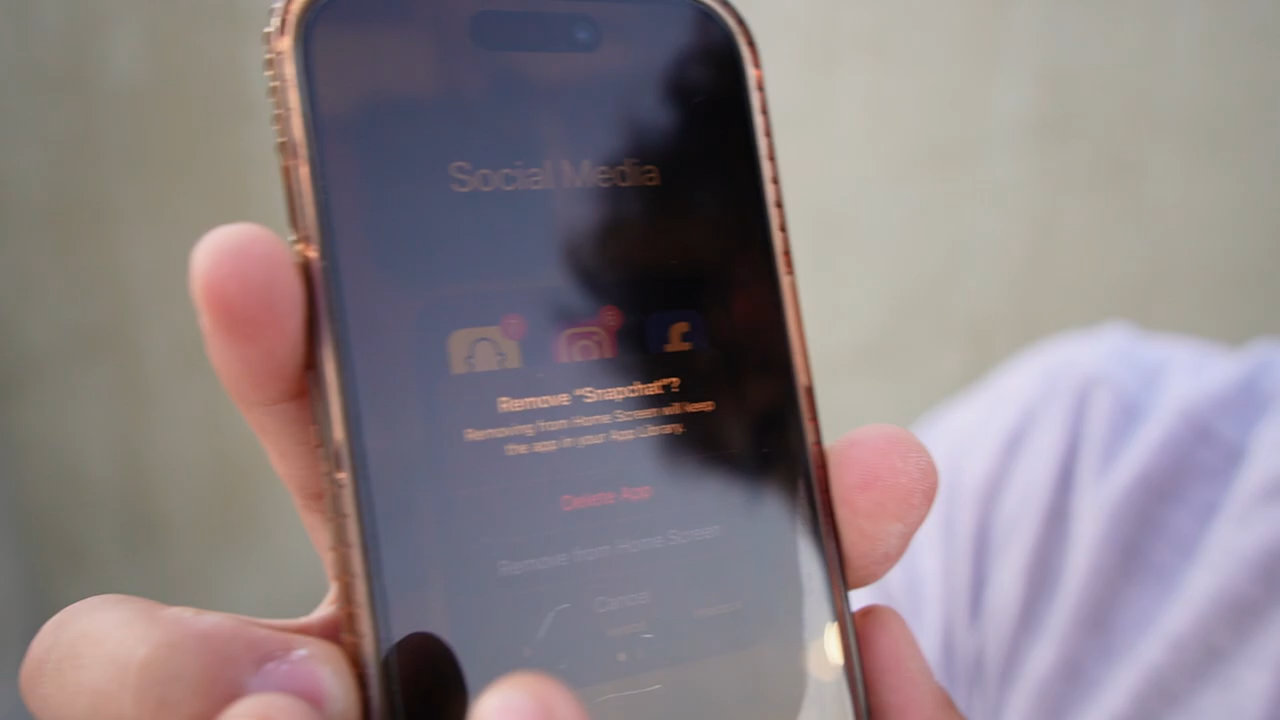 Social Media
Remove "Snapchat"?
Removing from Home Screen will keep
the app in your App Library.
Delete App
Remove from Home Screen
Cancel